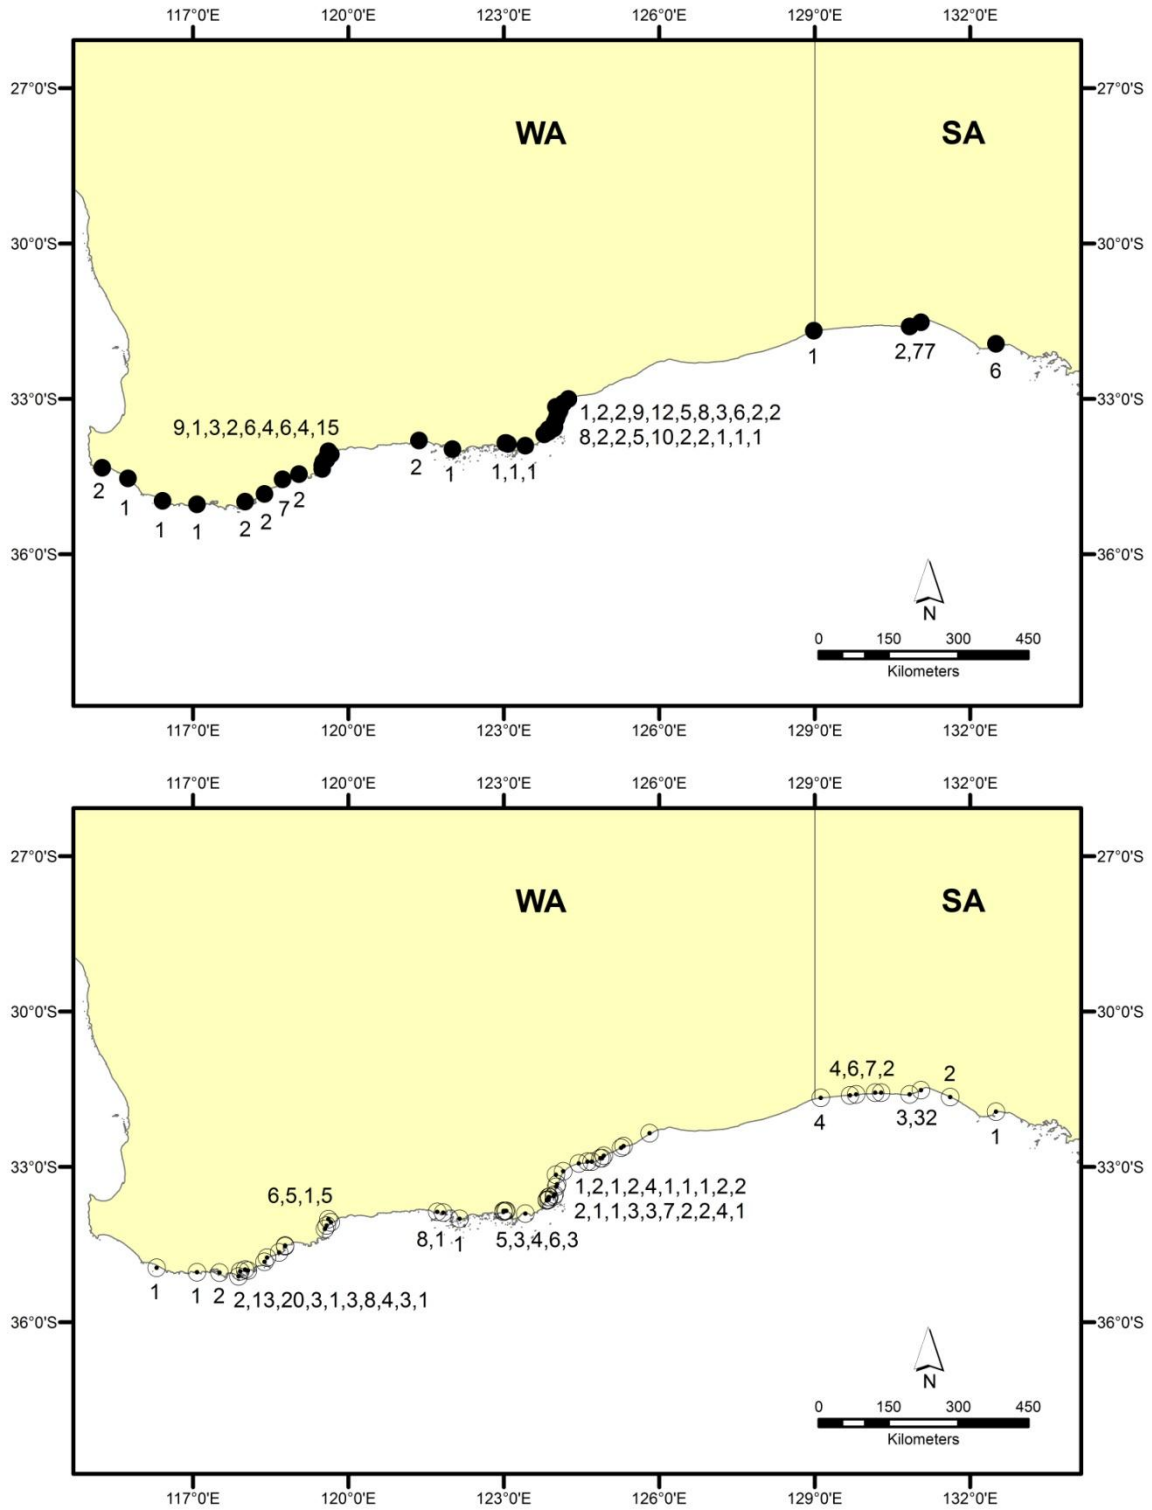 117°0'E 120°0'E 123°0'E 126°0'E 129°0'E 132°0'E
27°0'S 27°0'S
WA SA
30°0'S 30°0'S
33°0'S 33°0'S
1 2,77 6
1,2,2,9,12,5,8,3,6,2,2
9,1,3,2,6,4,6,4,15
8,2,2,5,10,2,2,1,1,1
2 1 1,1,1
2 1 1 1 2 2 7 2
36°0'S 36°0'S
N
0 150 300 450
Kilometers
117°0'E 120°0'E 123°0'E 126°0'E 129°0'E 132°0'E
117°0'E 120°0'E 123°0'E 126°0'E 129°0'E 132°0'E
27°0'S 27°0'S
WA SA
30°0'S 30°0'S
4,6,7,2 2
4 3,32 1
33°0'S 33°0'S
1,2,1,2,4,1,1,1,2,2
6,5,1,5
2,1,1,3,3,7,2,2,4,1
8,1 1 5,3,4,6,3
1 1 2 2,13,20,3,1,3,8,4,3,1
36°0'S 36°0'S
N
0 150 300 450
Kilometers
117°0'E 120°0'E 123°0'E 126°0'E 129°0'E 132°0'E